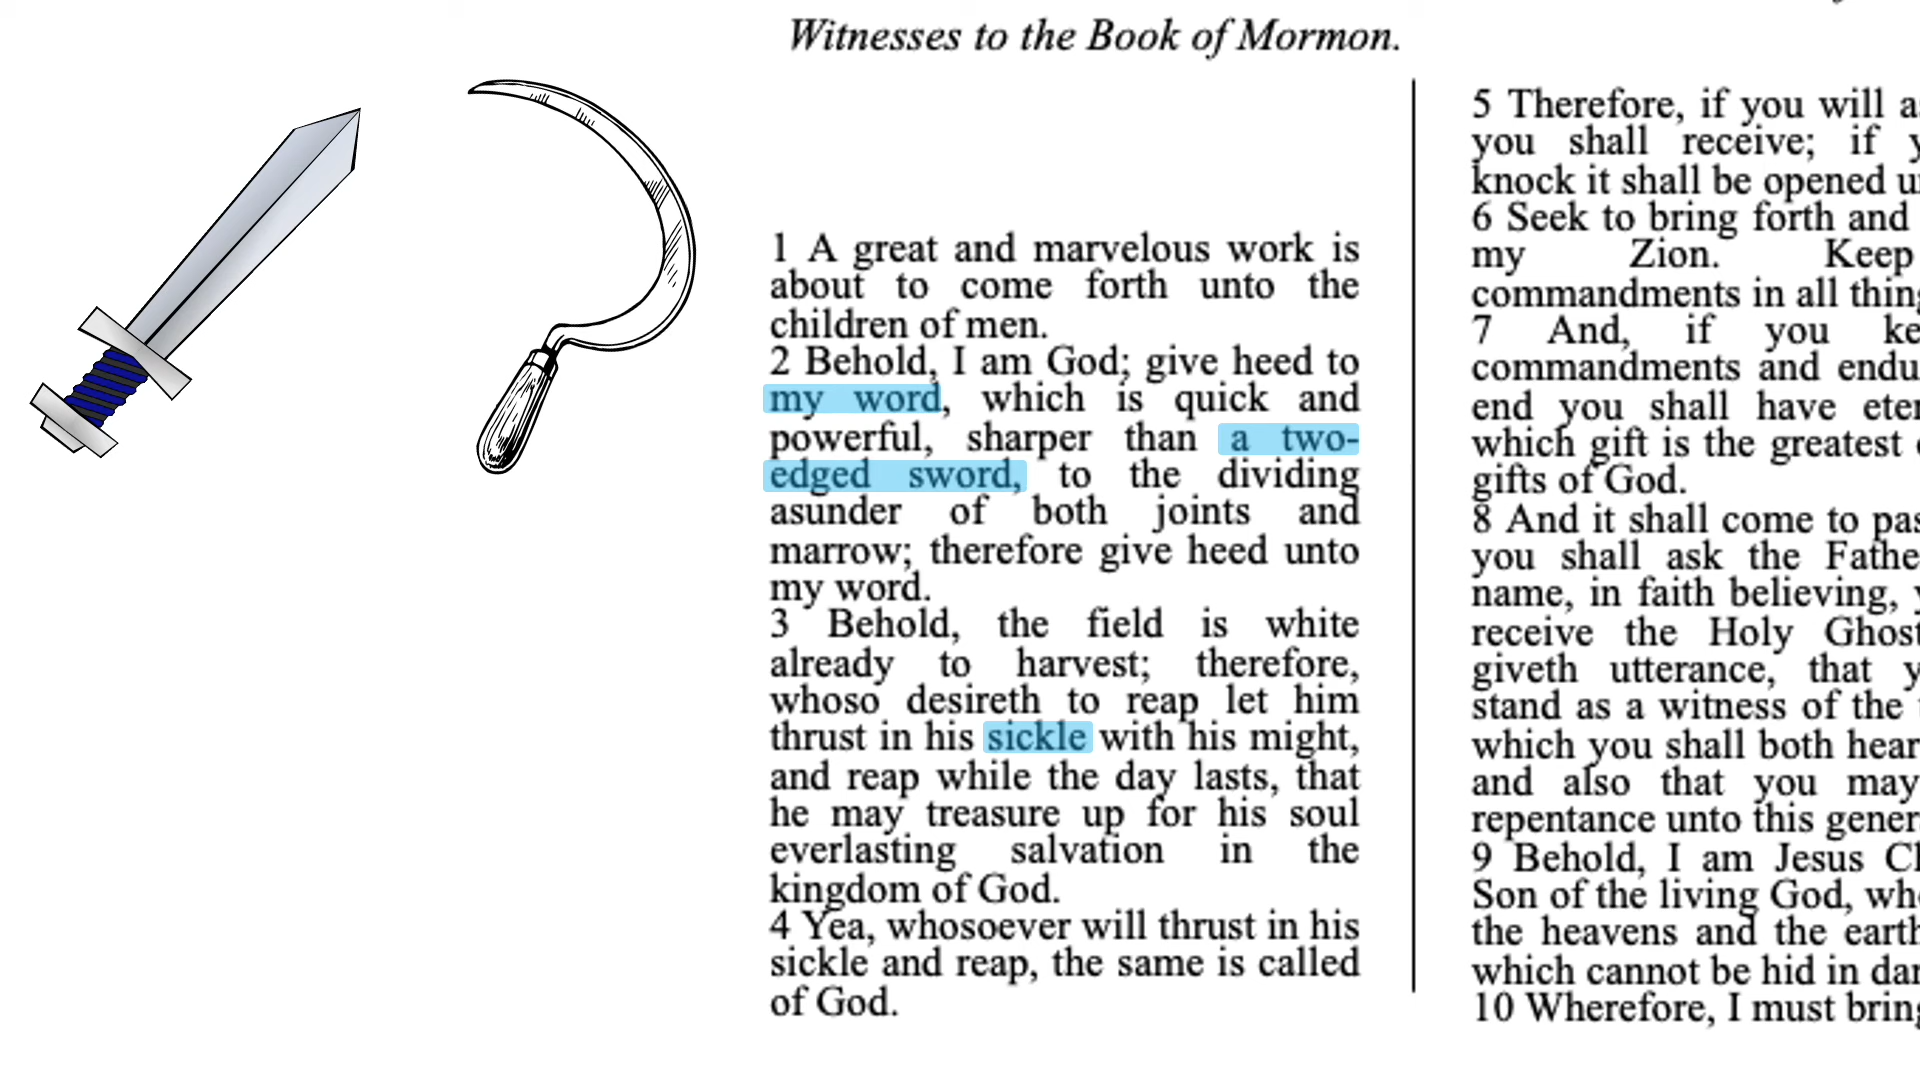 Witnesses to the Book of Mormon.
1 A great and marvelous work is
about to come forth unto the
children of men.
2 Behold, I am God; give heed to
my word, which is quick and
powerful, sharper than a two-
edged sword, to the dividing
asunder of both joints and
marrow; therefore give heed unto
my word.
3 Behold, the field is white
already to harvest; therefore,
whoso desireth to reap let him
thrust in his sickle with his might,
and reap while the day lasts, that
he may treasure up for his soul
everlasting salvation in the
kingdom of God.
4 Yea, whosoever will thrust in his
sickle and reap, the same is called
of God.
5 Therefore, if you will
you shall receive; if
knock it shall be opened
6 Seek to bring forth and
my Zion. Keep
commandments in all
7 And, if you
commandments and
end you shall have
which gift is the greatest
gifts of God.
8 And it shall come to
you shall ask the
name, in faith believing,
receive the Holy
giveth utterance, that
stand as a witness of the
which you shall both hear
and also that you may
repentance unto this
9 Behold, I am Jesus
Son of the living God,
the heavens and the earth
which cannot be hid in
10 Wherefore, I must bring